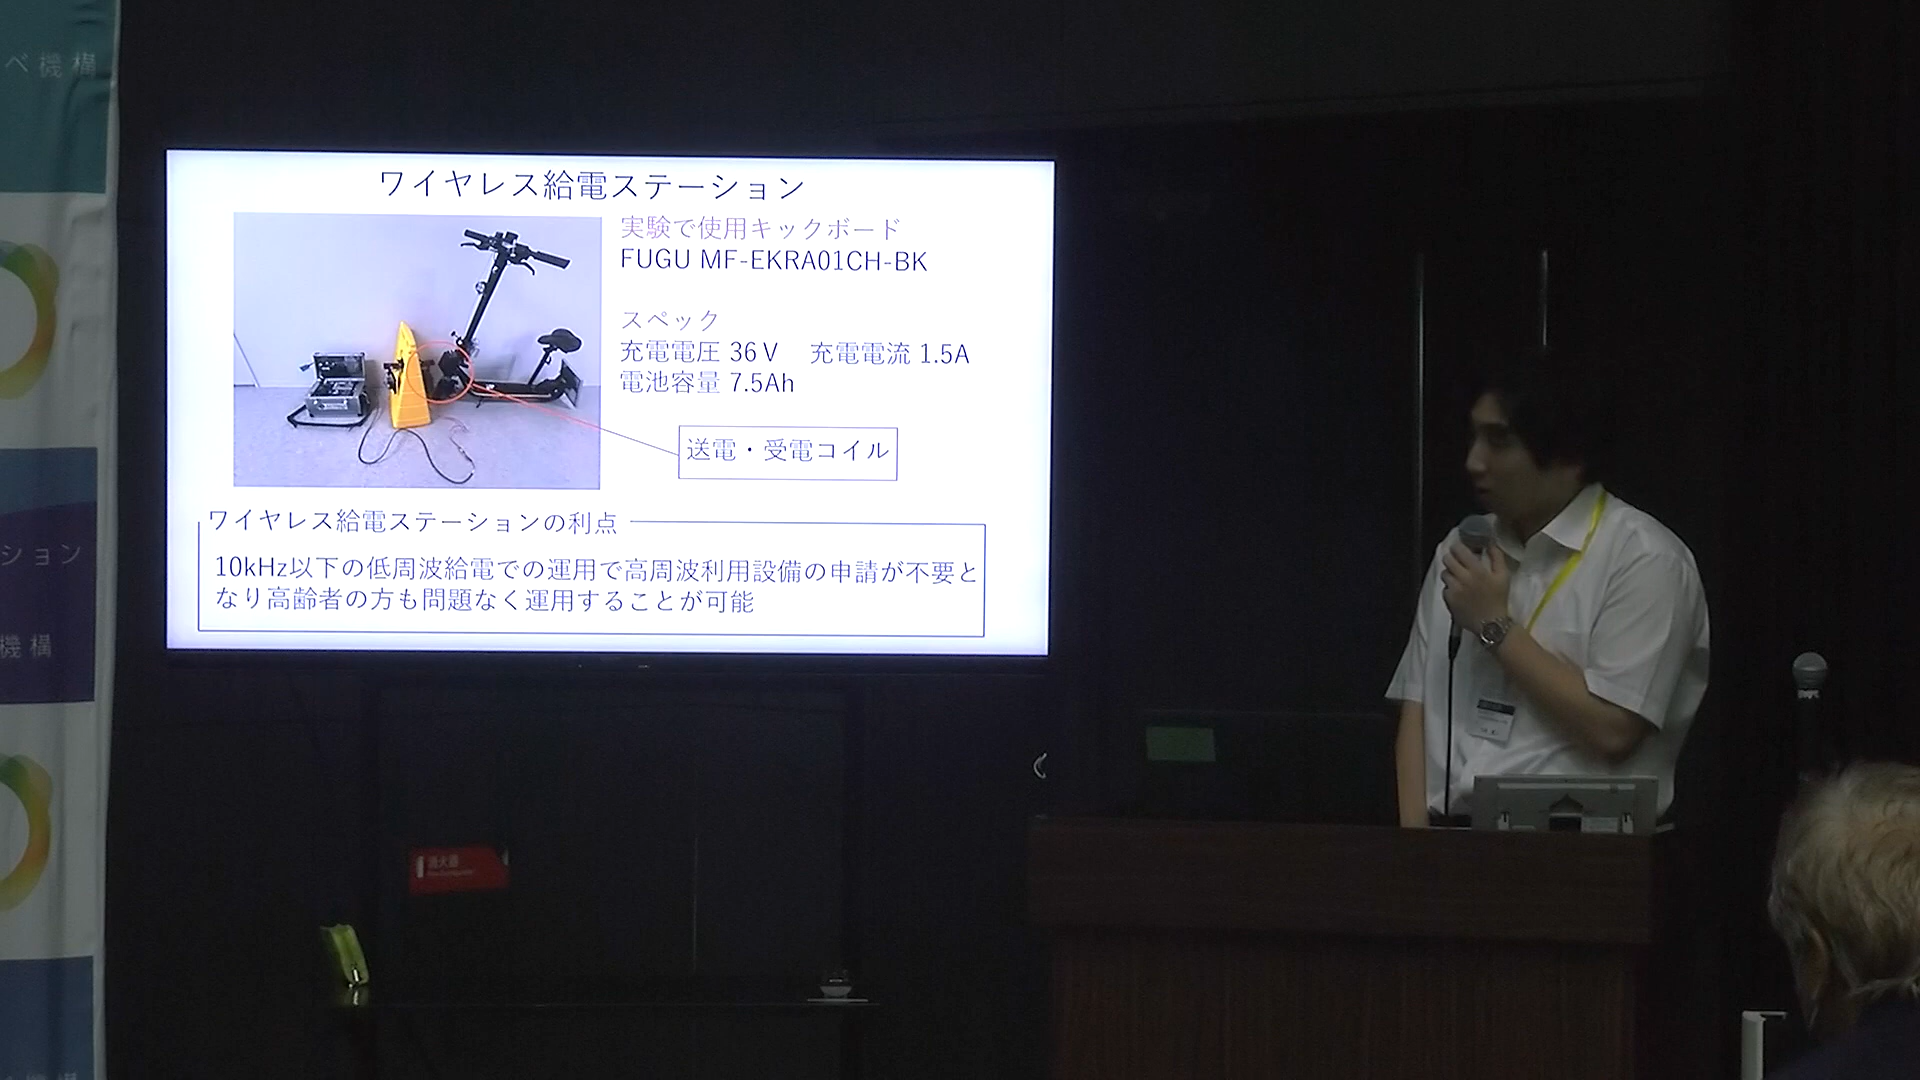 ベ機構
ション
機構
ワイヤレス給電ステーション
実験で使用キックボード
FUGU MF-EKRA01CH-BK
スペック
充電電圧 36V 充電電流 1.5A
電池容量 7.5Ah
送電・受電コイル
ワイヤレス給電ステーションの利点
10kHz以下の低周波給電での運用で高周波利用設備の申請が不要と
なり高齢者の方も問題なく運用することが可能
消火器